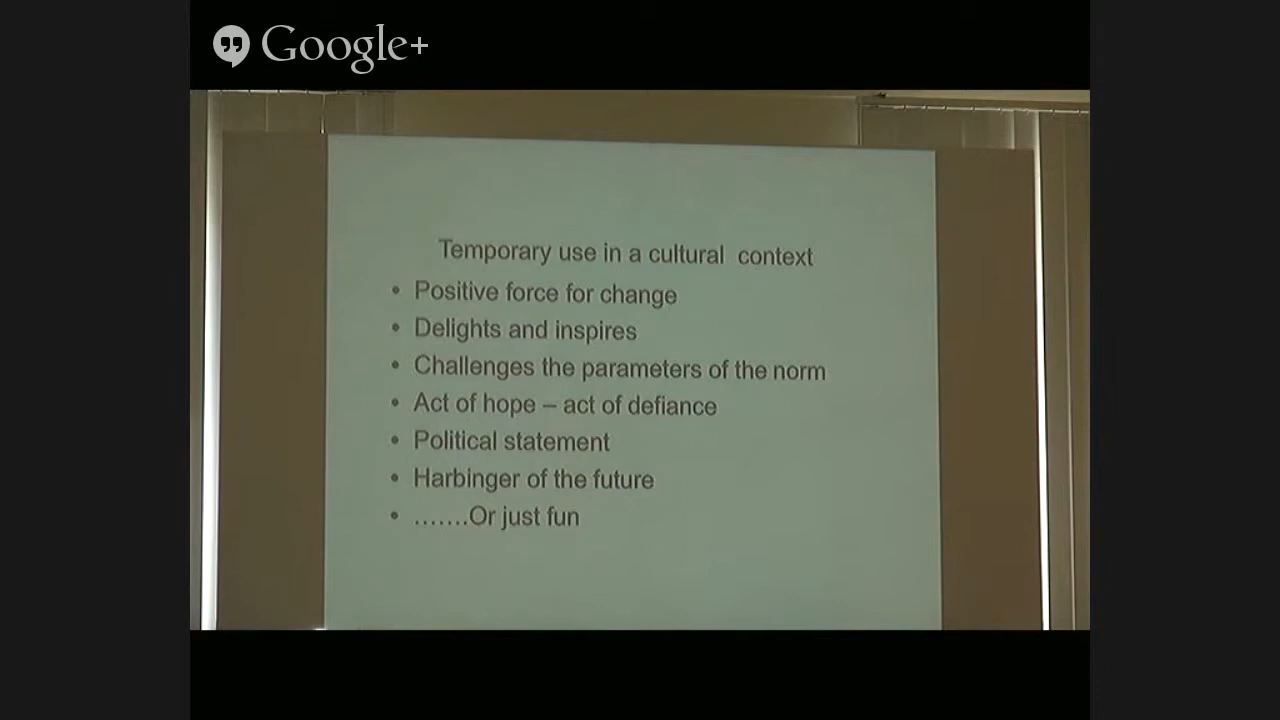 Google+
Temporary use in a cultural context
• Positive force for change
• Delights and inspires
• Challenges the parameters of the norm
• Act of hope – act of defiance
• Political statement
• Harbinger of the future
• .......Or just fun